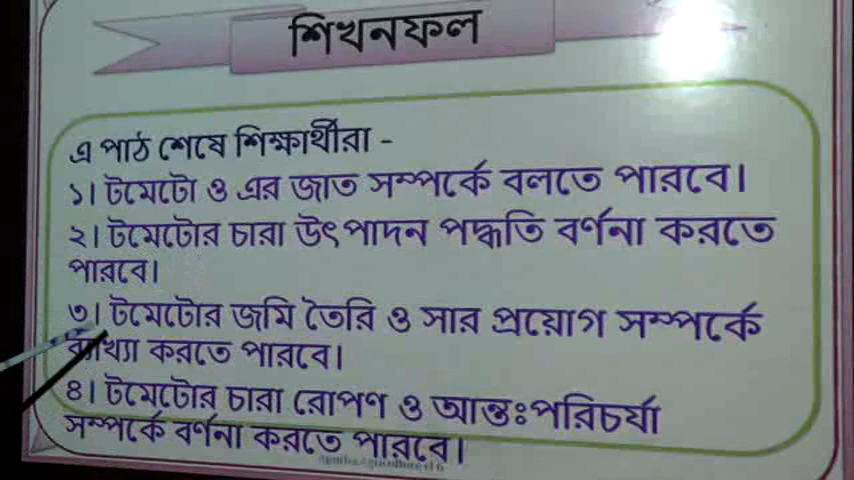 শিখনফল
এ পাঠ শেষে শিক্ষার্থীরা -
১। টমেটো ও এর জাত সম্পর্কে বলতে পারবে।
২। টমেটোর চারা উৎপাদন পদ্ধতি বর্ণনা করতে
পারবে।
৩। টমেটোর জমি তৈরি ও সার প্রয়োগ সম্পর্কে
ব্যাখ্যা করতে পারবে।
৪। টমেটোর চারা রোপণ ও আন্তঃপরিচর্যা
সম্পর্কে বর্ণনা করতে পারবে।